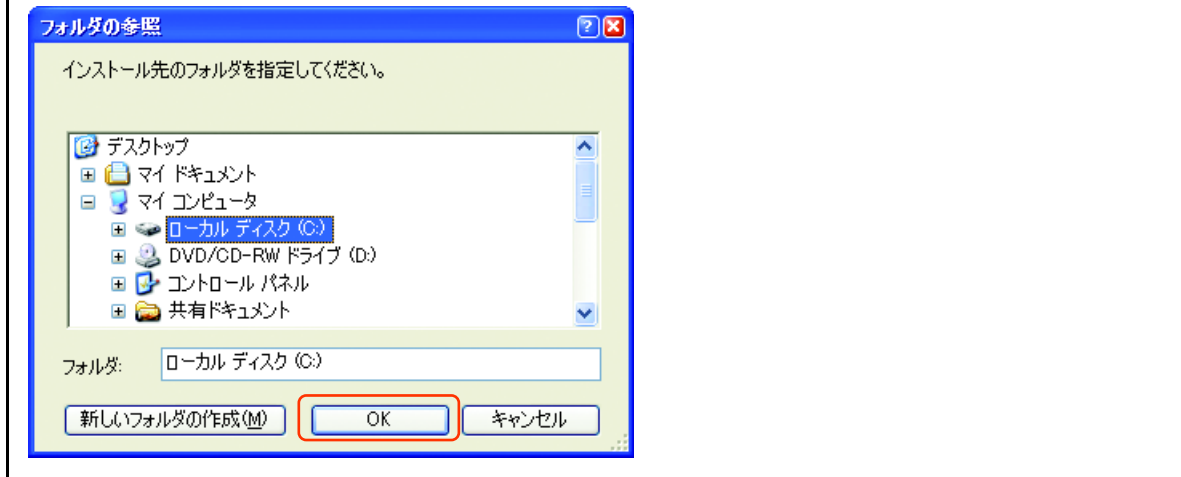 フォルダの参照
インストール先のフォルダを指定してください。
デスクトップ
マイ ドキュメント
マイ コンピュータ
ローカル ディスク (C:)
DVD/CD-RW ドライブ (D:)
コントロール パネル
共有ドキュメント
フォルダ: ローカル ディスク (C:)
新しいフォルダの作成(M) OK キャンセル